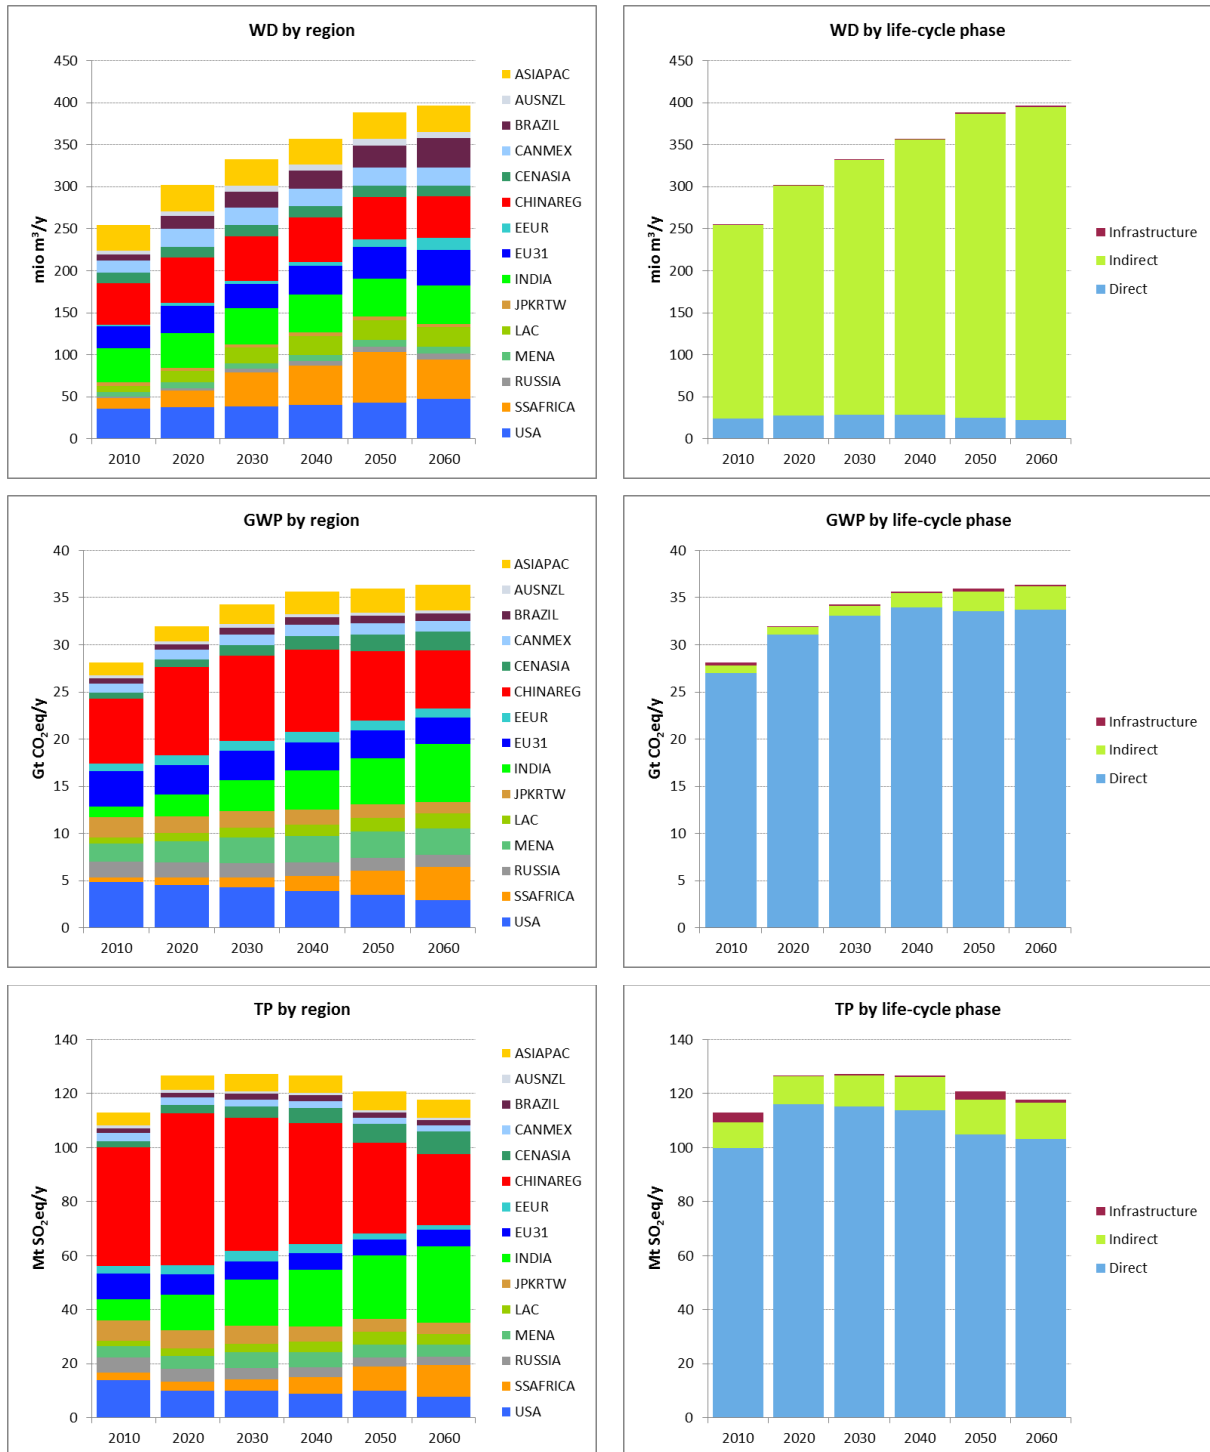 WD by region
450
400
350
300
250
200
150
100
50
0
mio m³/y
2010 2020 2030 2040 2050 2060
ASIAPAC
AUSNZL
BRAZIL
CANMEX
CENASIA
CHINAREG
EEUR
EU31
INDIA
JPKRTW
LAC
MENA
RUSSIA
SSAFRICA
USA
WD by life-cycle phase
450
400
350
300
250
200
150
100
50
0
mio m³/y
2010 2020 2030 2040 2050 2060
Infrastructure
Indirect
Direct
GWP by region
40
35
30
25
20
15
10
5
0
Gt CO₂eq/y
2010 2020 2030 2040 2050 2060
ASIAPAC
AUSNZL
BRAZIL
CANMEX
CENASIA
CHINAREG
EEUR
EU31
INDIA
JPKRTW
LAC
MENA
RUSSIA
SSAFRICA
USA
GWP by life-cycle phase
40
35
30
25
20
15
10
5
0
Gt CO₂eq/y
2010 2020 2030 2040 2050 2060
Infrastructure
Indirect
Direct
TP by region
140
120
100
80
60
40
20
0
Mt SO₂eq/y
2010 2020 2030 2040 2050 2060
ASIAPAC
AUSNZL
BRAZIL
CANMEX
CENASIA
CHINAREG
EEUR
EU31
INDIA
JPKRTW
LAC
MENA
RUSSIA
SSAFRICA
USA
TP by life-cycle phase
140
120
100
80
60
40
20
0
Mt SO₂eq/y
2010 2020 2030 2040 2050 2060
Infrastructure
Indirect
Direct